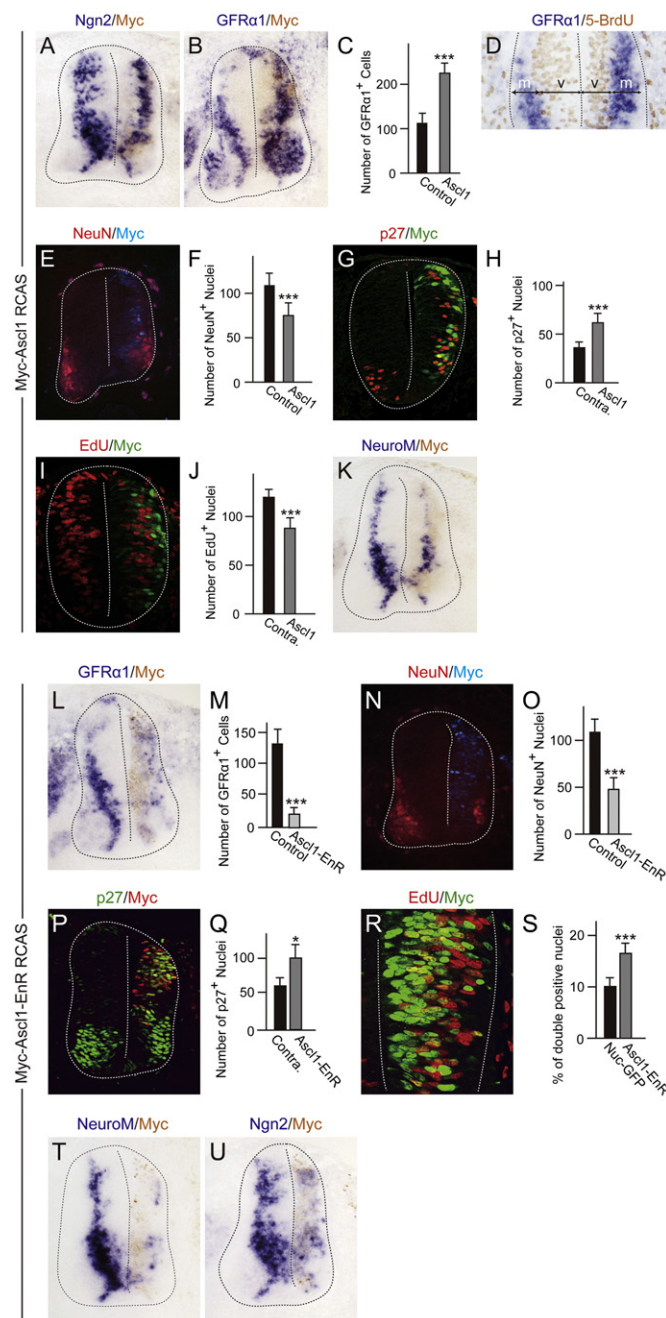 Myc-Ascl1 RCAS
Ngn2/Myc
A
GFRα1/Myc
B
C
Number of GFRα1+ Cells
200
100
0
***
Control
Ascl1
GFRα1/5-BrdU
D
m
v
v
m
NeuN/Myc
E
F
Number of NeuN+ Nuclei
100
50
0
***
Control
Ascl1
p27/Myc
G
H
Number of p27+ Nuclei
100
50
0
***
Contra.
Ascl1
EdU/Myc
I
J
Number of EdU+ Nuclei
100
50
0
***
Contra.
Ascl1
NeuroM/Myc
K
Myc-Ascl1-EnR RCAS
GFRα1/Myc
L
M
Number of GFRα1+ Cells
150
100
50
0
***
Control
Ascl1-EnR
NeuN/Myc
N
O
Number of NeuN+ Nuclei
100
50
0
***
Control
Ascl1-EnR
p27/Myc
P
Q
Number of p27+ Nuclei
100
50
0
*
Contra.
Ascl1-EnR
EdU/Myc
R
S
% of double positive nuclei
20
10
0
***
Nuc-GFP
Ascl1-EnR
NeuroM/Myc
T
Ngn2/Myc
U